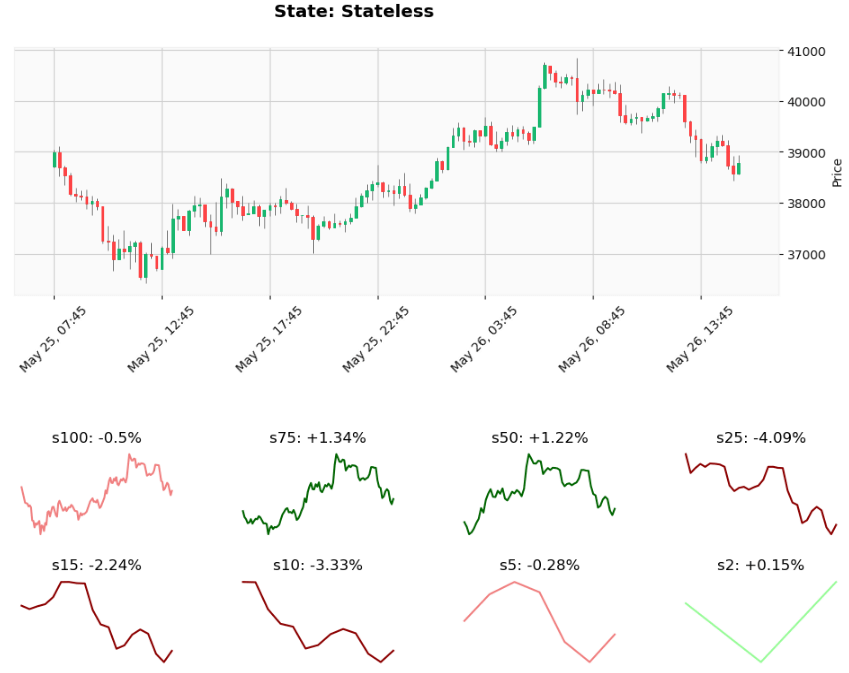 State: Stateless
41000
40000
39000
38000
37000
Price
May 25, 07:45
May 25, 12:45
May 25, 17:45
May 25, 22:45
May 26, 03:45
May 26, 08:45
May 26, 13:45
s100: -0.5%
s75: +1.34%
s50: +1.22%
s25: -4.09%
s15: -2.24%
s10: -3.33%
s5: -0.28%
s2: +0.15%